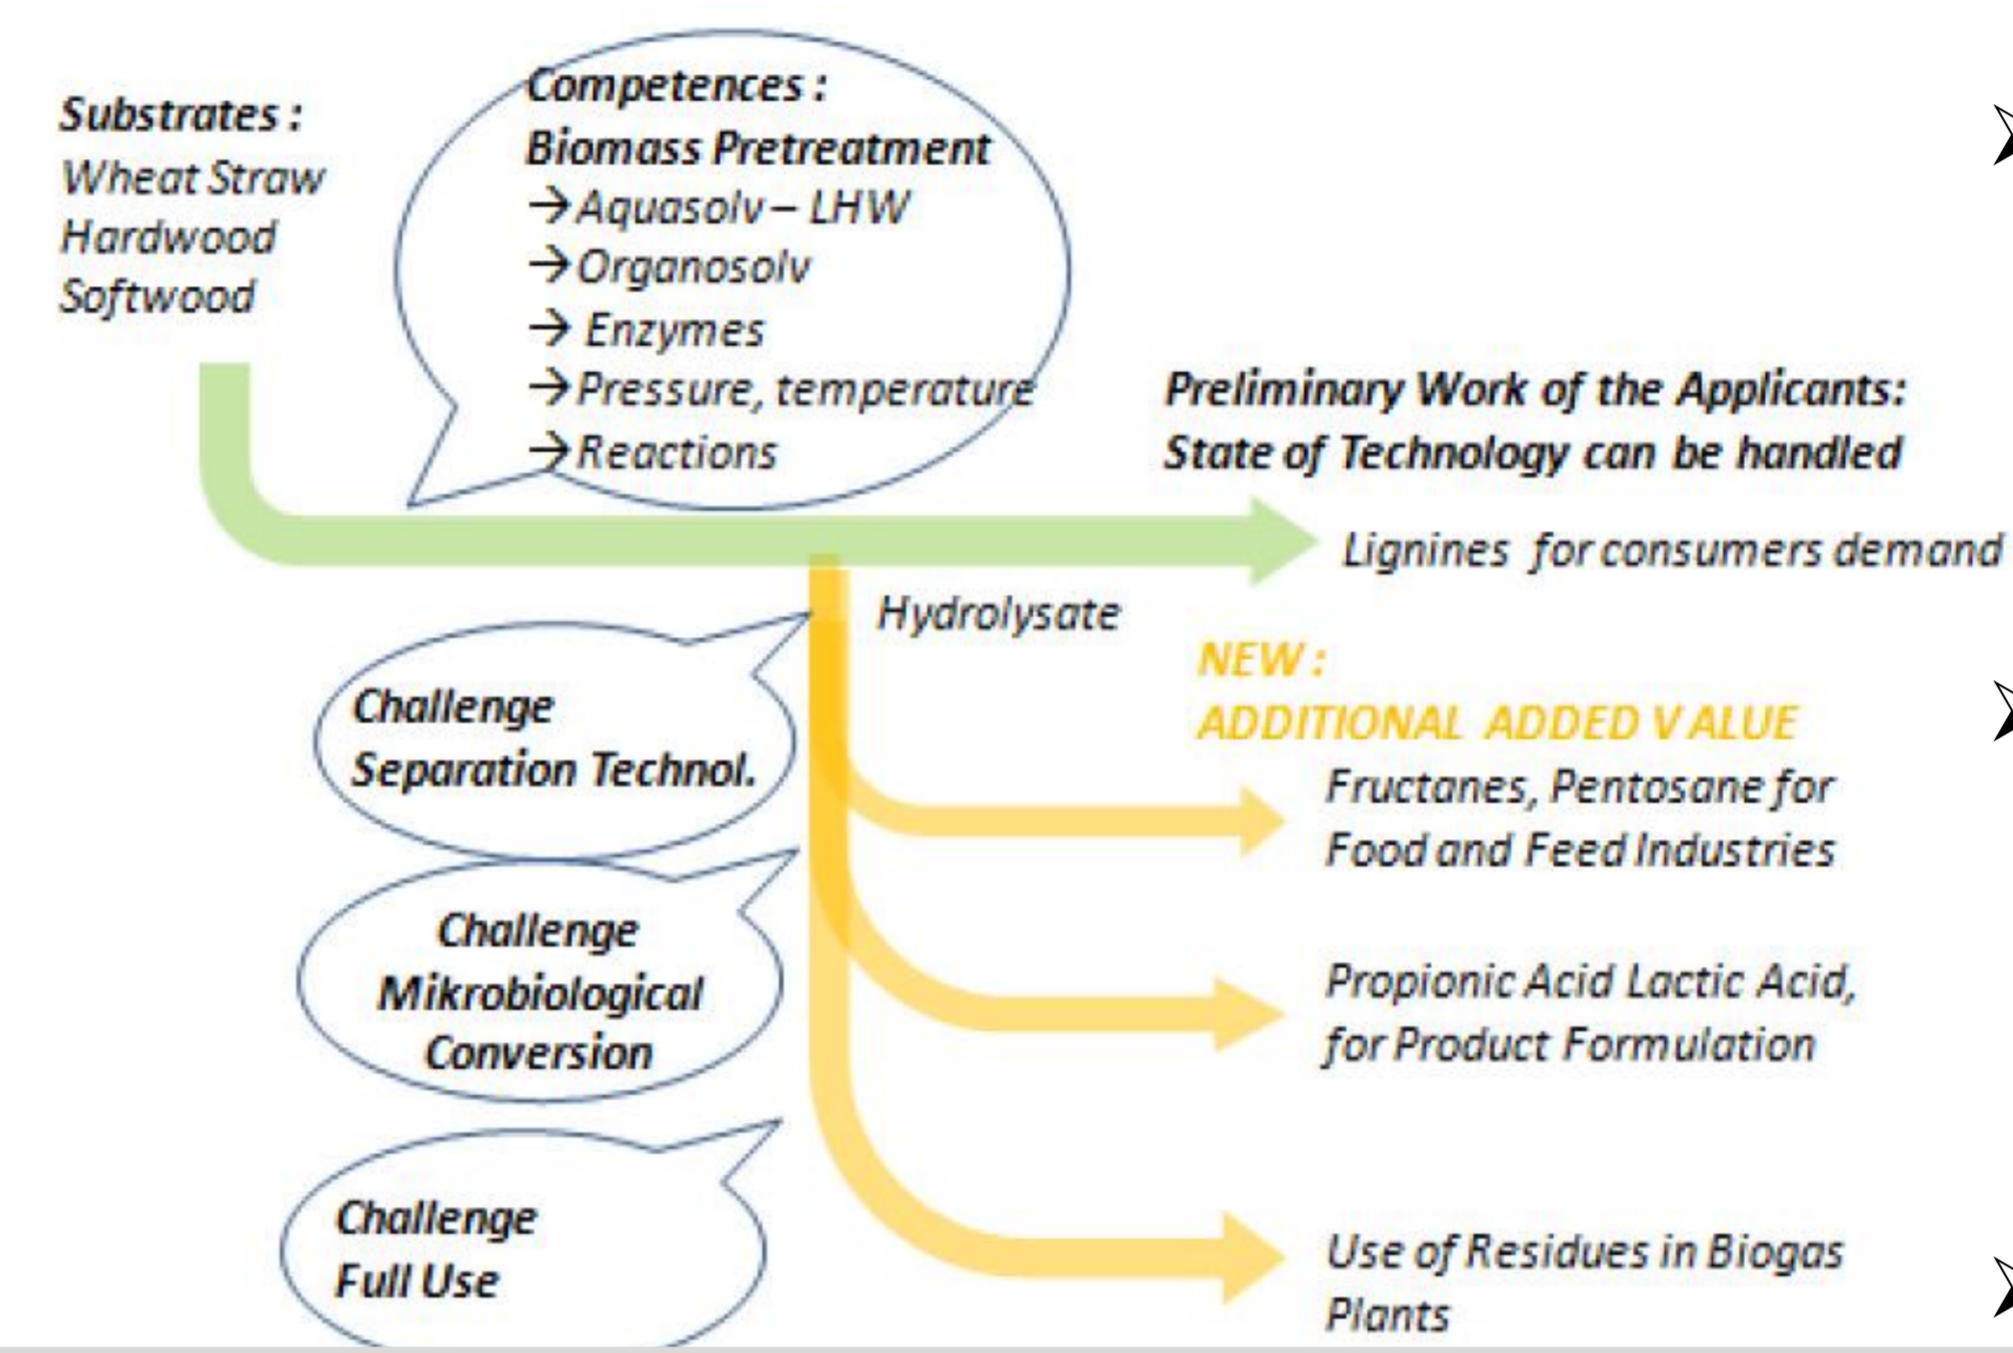 Substrates :
Wheat Straw
Hardwood
Softwood
Competences :
Biomass Pretreatment
→Aquasolv – LHW
→Organosolv
→ Enzymes
→Pressure, temperature
→Reactions
Preliminary Work of the Applicants:
State of Technology can be handled
Lignines for consumers demand
Hydrolysate
NEW :
ADDITIONAL ADDED VALUE
Challenge
Separation Technol.
Fructanes, Pentosane for
Food and Feed Industries
Challenge
Mikrobiological
Conversion
Propionic Acid Lactic Acid,
for Product Formulation
Challenge
Full Use
Use of Residues in Biogas
Plants